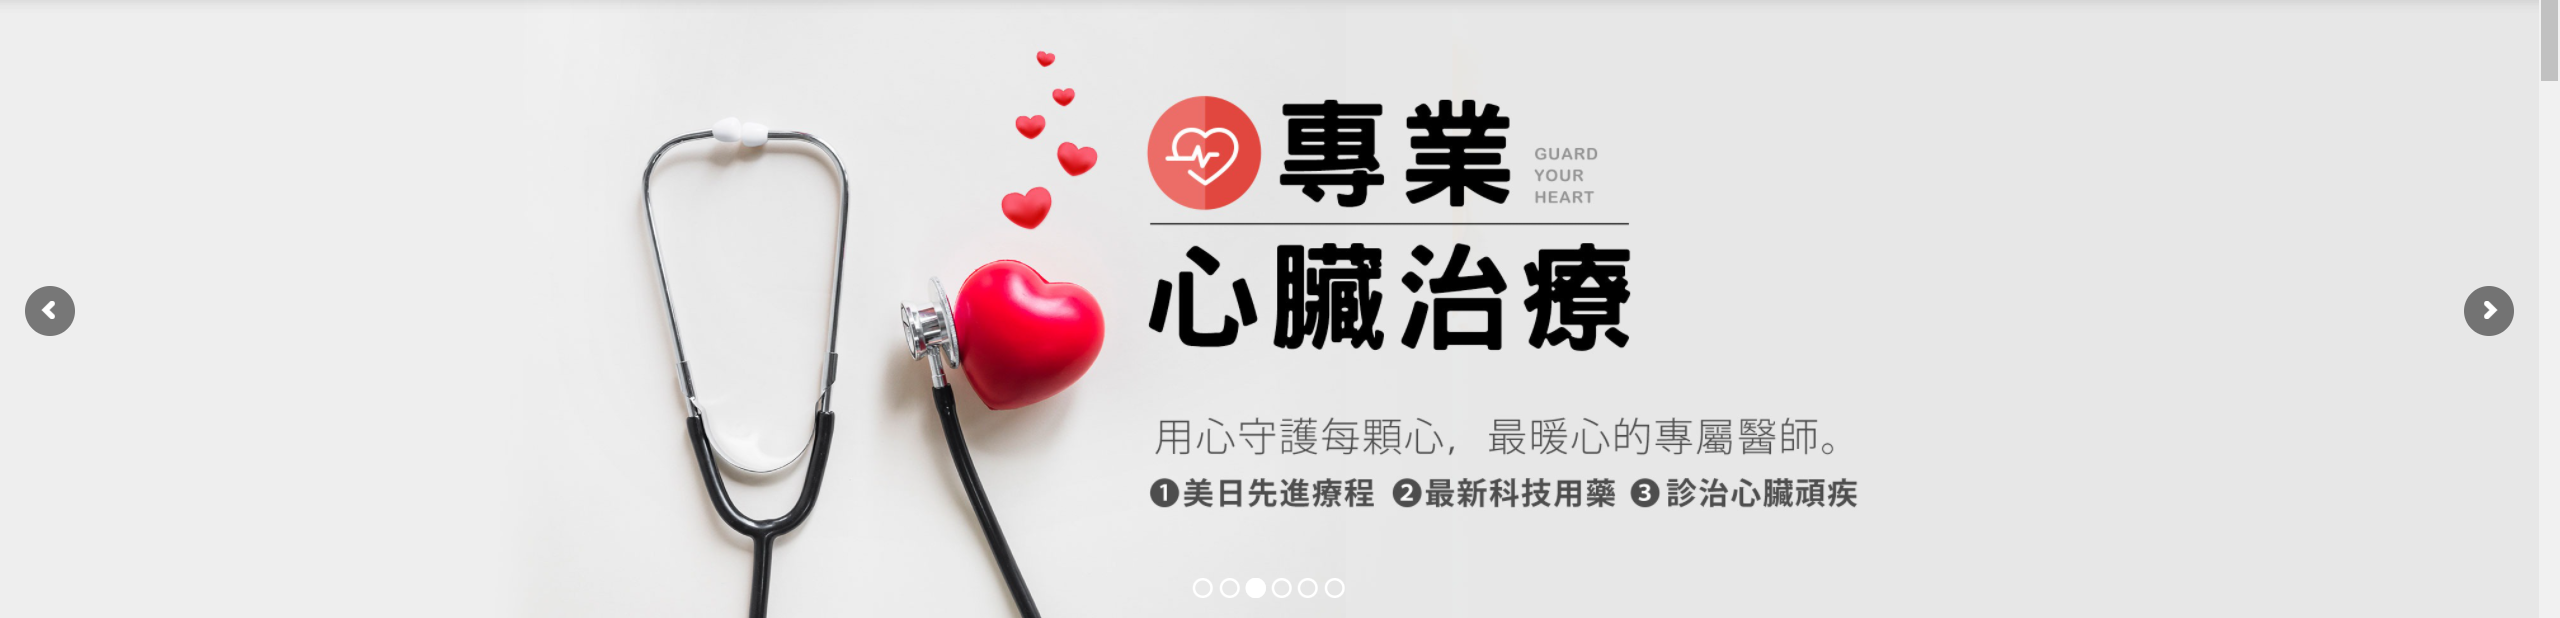 專業
GUARD
YOUR
HEART
心臟治療
用心守護每顆心，最暖心的專屬醫師。
❶美日先進療程 ❷最新科技用藥 ❸診治心臟頑疾